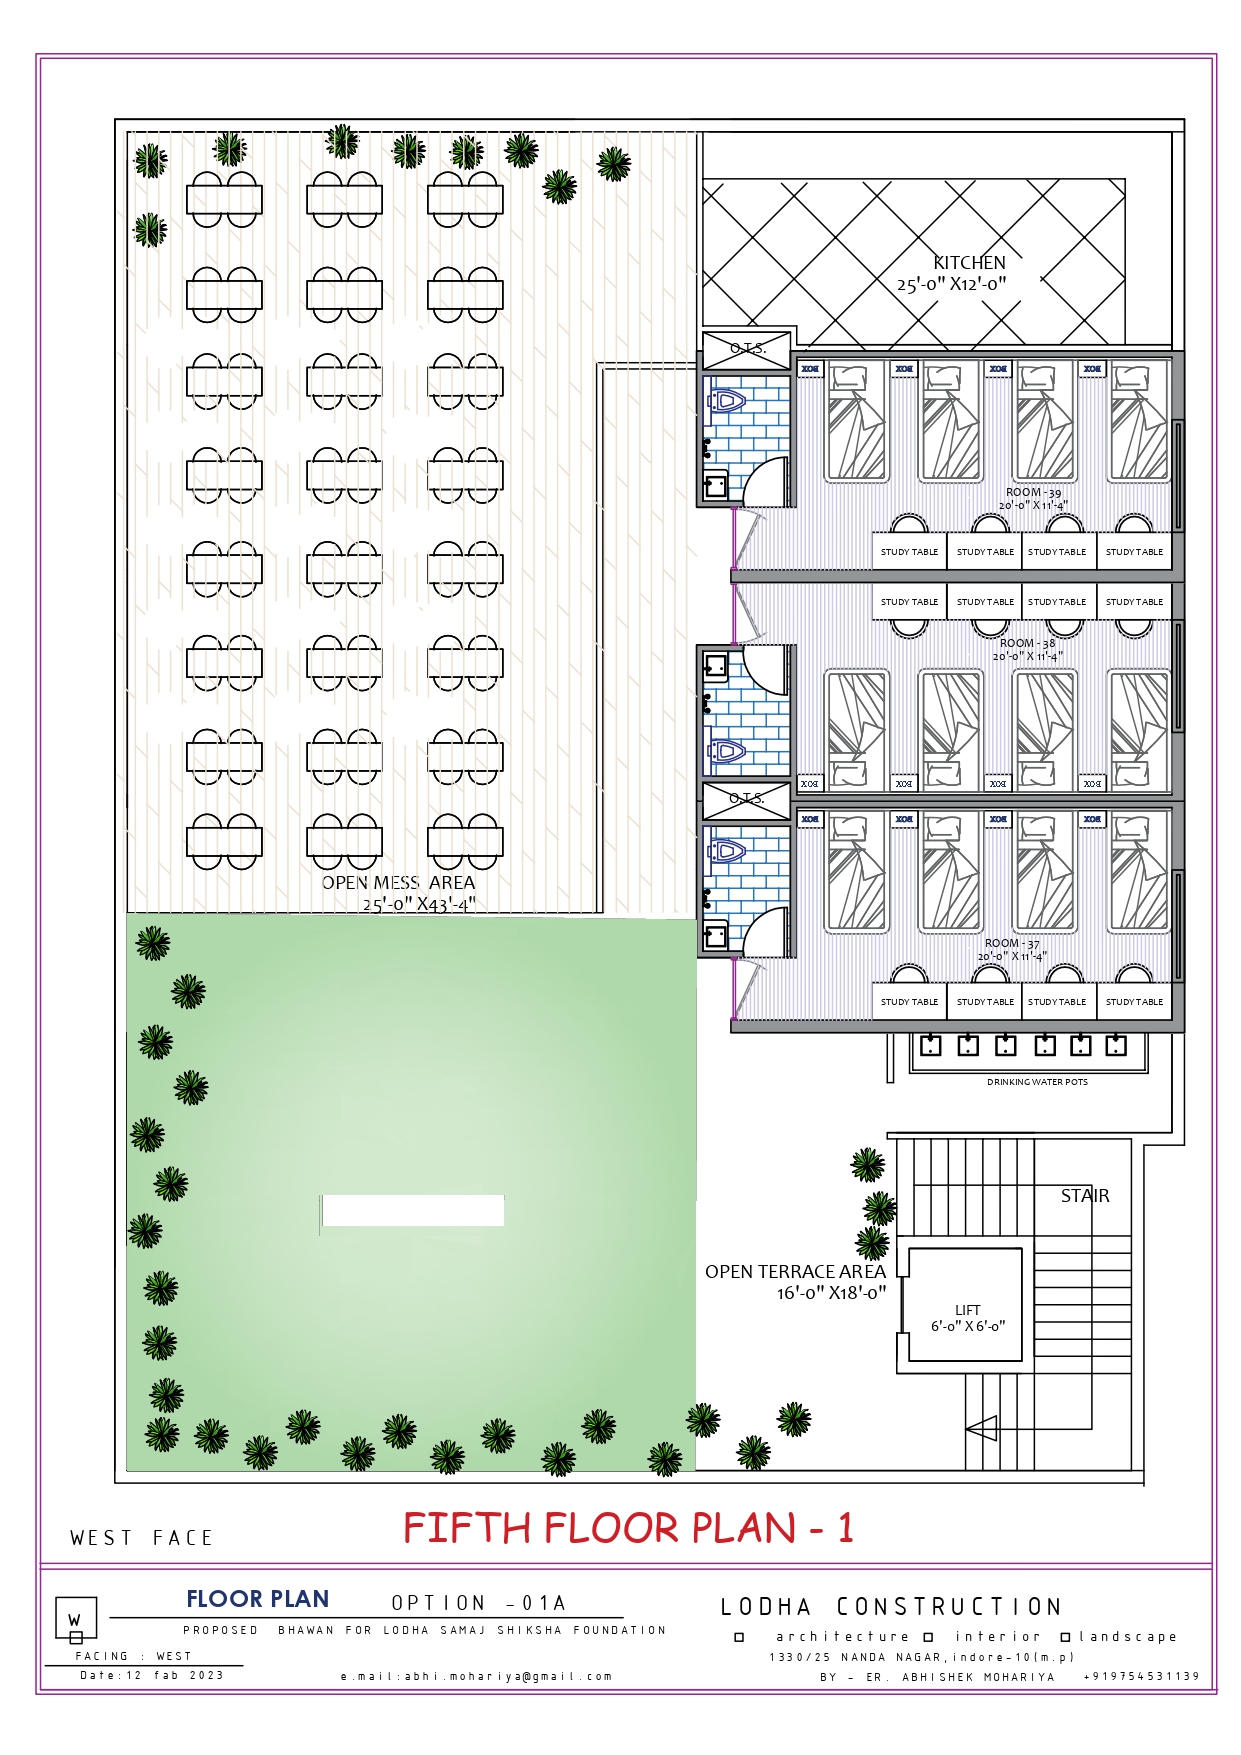 KITCHEN
25'-0" X12'-0"
O.T.S.
BOX BOX BOX BOX
ROOM - 39
20'-0" X 11'-4"
STUDY TABLE STUDY TABLE STUDY TABLE STUDY TABLE
STUDY TABLE STUDY TABLE STUDY TABLE STUDY TABLE
ROOM - 38
20'-0" X 11'-4"
BOX BOX BOX BOX
O.T.S.
BOX BOX BOX BOX
OPEN MESS AREA
25'-0" X43'-4"
ROOM - 37
20'-0" X 11'-4"
STUDY TABLE STUDY TABLE STUDY TABLE STUDY TABLE
DRINKING WATER POTS
STAIR
OPEN TERRACE AREA
16'-0" X18'-0"
LIFT
6'-0" X 6'-0"
FIFTH FLOOR PLAN - 1
WEST FACE
FLOOR PLAN OPTION -01A
PROPOSED BHAWAN FOR LODHA SAMAJ SHIKSHA FOUNDATION
W
FACING : WEST
Date:12 fab 2023
e.mail:abhi.mohariya@gmail.com
LODHA CONSTRUCTION
architecture interior landscape
1330/25 NANDA NAGAR,indore-10(m.p)
BY - ER. ABHISHEK MOHARIYA +919754531139